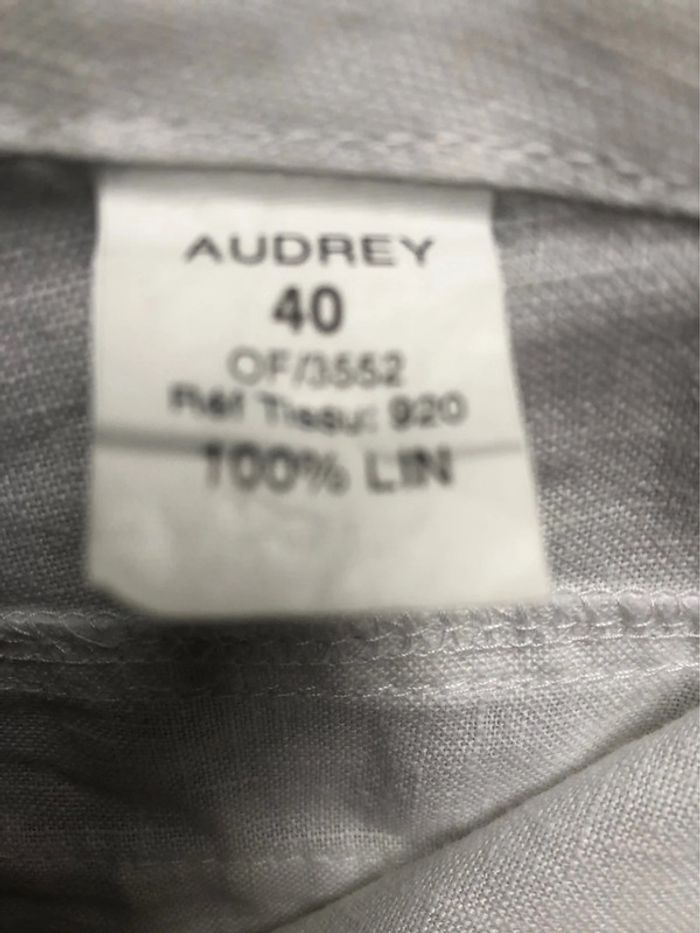 AUDREY
40
OF/3552
Réf Tissu: 920
100% LIN